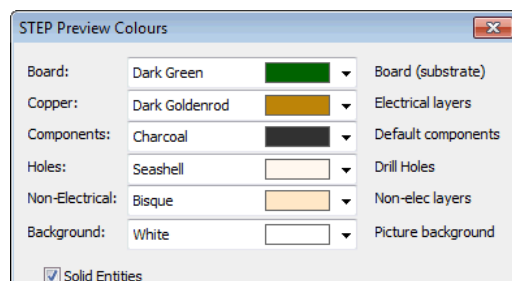 STEP Preview Colours
Board: Dark Green Board (substrate)
Copper: Dark Goldenrod Electrical layers
Components: Charcoal Default components
Holes: Seashell Drill Holes
Non-Electrical: Bisque Non-elec layers
Background: White Picture background
Solid Entities